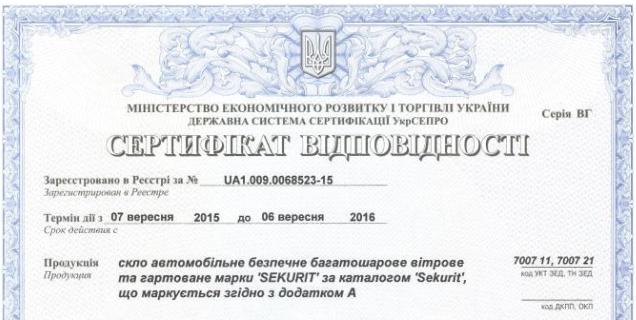 МІНІСТЕРСТВО ЕКОНОМІЧНОГО РОЗВИТКУ І ТОРГІВЛІ УКРАЇНИ
ДЕРЖАВНА СИСТЕМА СЕРТИФІКАЦІЇ УкрСЕПРО
Серія ВГ
СЕРТИФІКАТ ВІДПОВІДНОСТІ
Зареєстровано в Реєстрі за № UA1.009.0068523-15
Зарегистрирован в Реестре
Термін дії з 07 вересня 2015 до 06 вересня 2016
Срок действия с
Продукція скло автомобільне безпечне багатошарове вітрове 7007 11, 7007 21
Продукция та гартоване марки 'SEKURIT' за каталогом 'Sekurit', код УКТ ЗЕД, ТН ЗЕД
що маркується згідно з додатком А
код ДКПП, ОКП